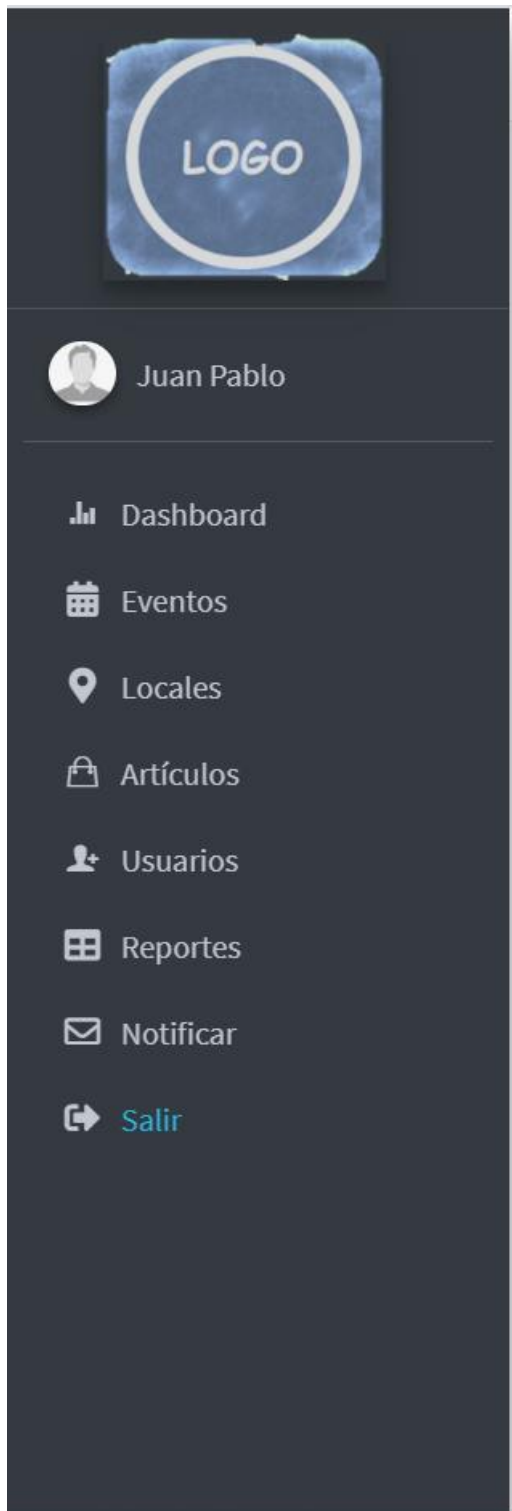 LOGO
Juan Pablo
Dashboard
Eventos
Locales
Artículos
Usuarios
Reportes
Notificar
Salir